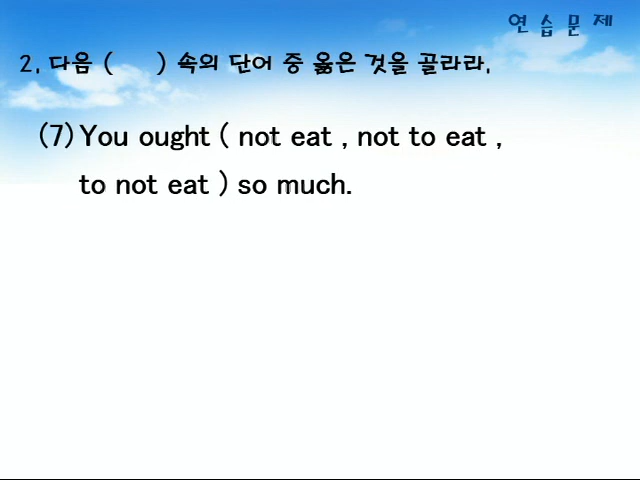 연습문제
2. 다음 (    ) 속의 단어 중 옳은 것을 골라라.
(7) You ought ( not eat , not to eat ,
to not eat ) so much.